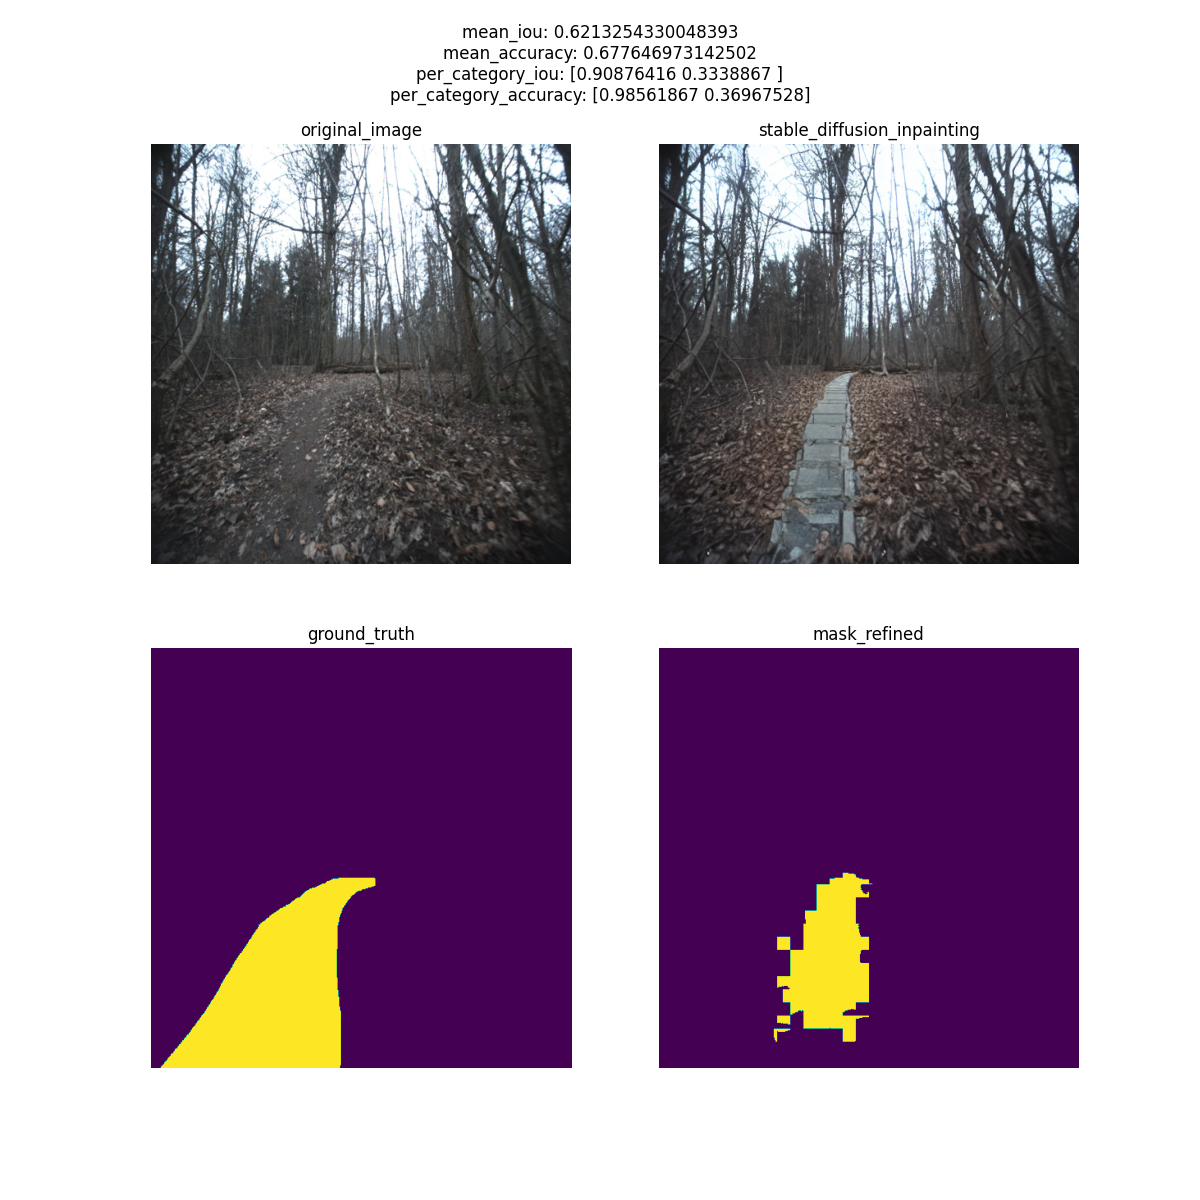 mean_iou: 0.6213254330048393
mean_accuracy: 0.677646973142502
per_category_iou: [0.90876416 0.3338867 ]
per_category_accuracy: [0.98561867 0.36967528]
original_image
stable_diffusion_inpainting
ground_truth
mask_refined